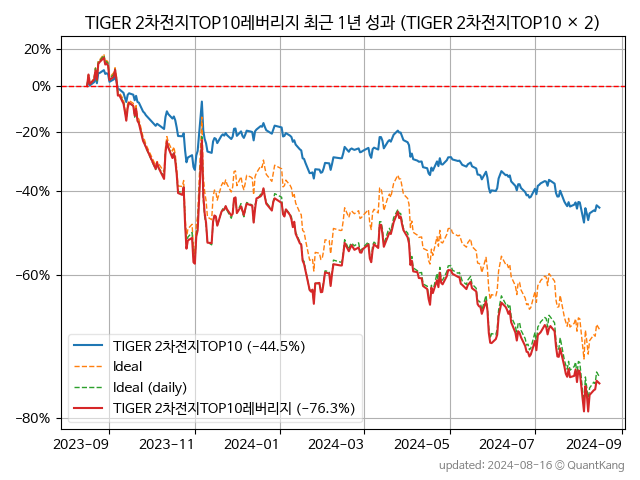 TIGER 2차전지TOP10레버리지 최근 1년 성과 (TIGER 2차전지TOP10 × 2)
20%
0%
−20%
−40%
−60%
−80%
TIGER 2차전지TOP10 (−44.5%)
Ideal
Ideal (daily)
TIGER 2차전지TOP10레버리지 (−76.3%)
2023-09 2023-11 2024-01 2024-03 2024-05 2024-07 2024-09
updated: 2024-08-16 © QuantKang